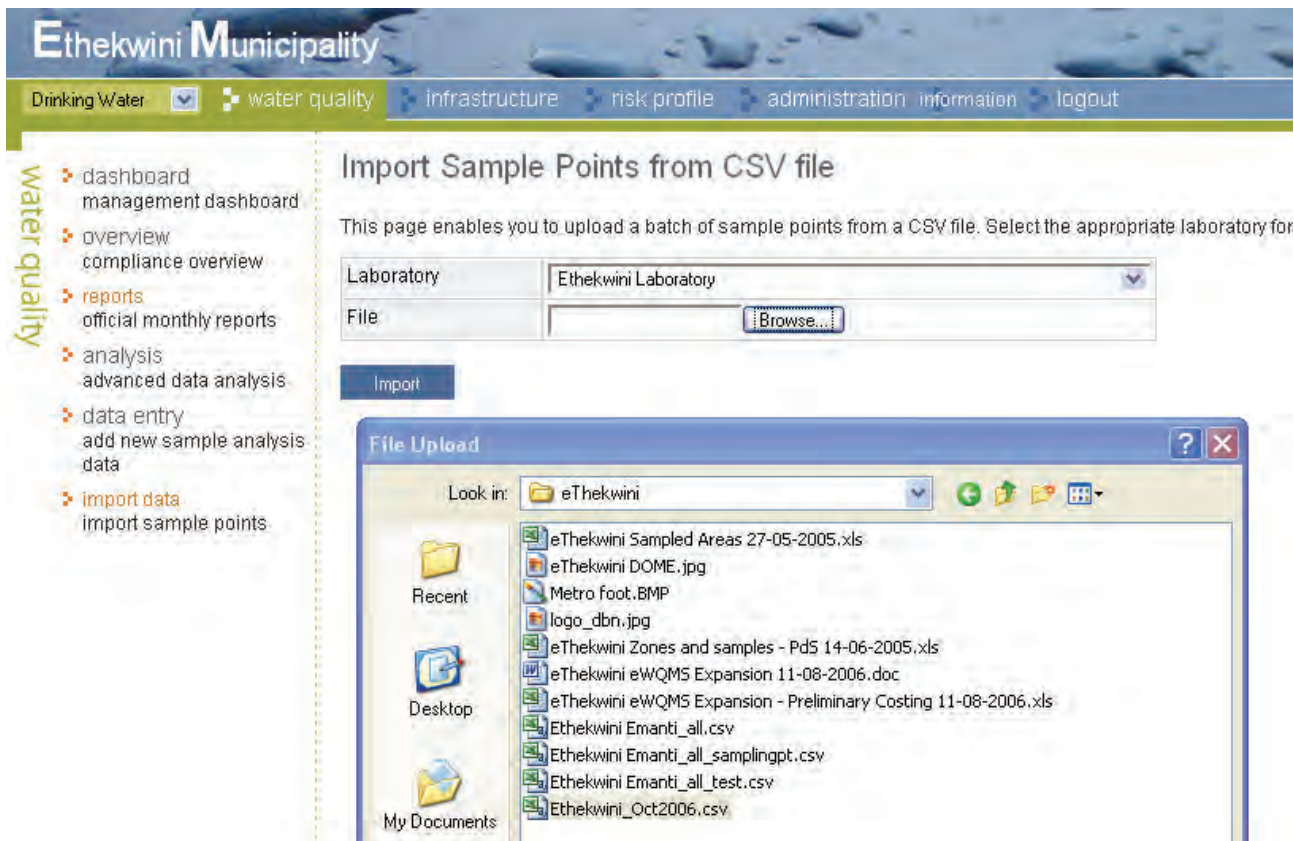 Ethekwini Municipality
Drinking Water water quality infrastructure risk profile administration information logout
water quality
dashboard
management dashboard
overview
compliance overview
reports
official monthly reports
analysis
advanced data analysis
data entry
add new sample analysis
data
import data
import sample points
Import Sample Points from CSV file
This page enables you to upload a batch of sample points from a CSV file. Select the appropriate laboratory for
Laboratory Ethekwini Laboratory
File Browse...
Import
File Upload
Look in: eThekwini
Recent
Desktop
My Documents
eThekwini Sampled Areas 27-05-2005.xls
eThekwini DOME.jpg
Metro foot.BMP
logo_dbn.jpg
eThekwini Zones and samples - PdS 14-06-2005.xls
eThekwini eWQMS Expansion 11-08-2006.doc
eThekwini eWQMS Expansion - Preliminary Costing 11-08-2006.xls
Ethekwini Emanti_all.csv
Ethekwini Emanti_all_samplingpt.csv
Ethekwini Emanti_all_test.csv
Ethekwini_Oct2006.csv